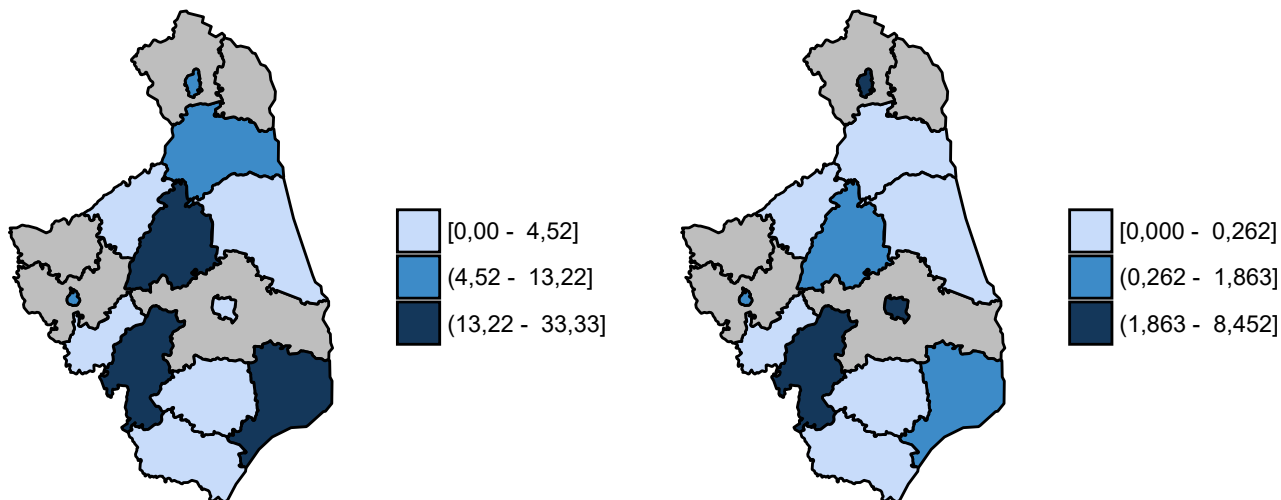 [0,00 - 4,52]
(4,52 - 13,22]
(13,22 - 33,33]
[0,000 - 0,262]
(0,262 - 1,863]
(1,863 - 8,452]